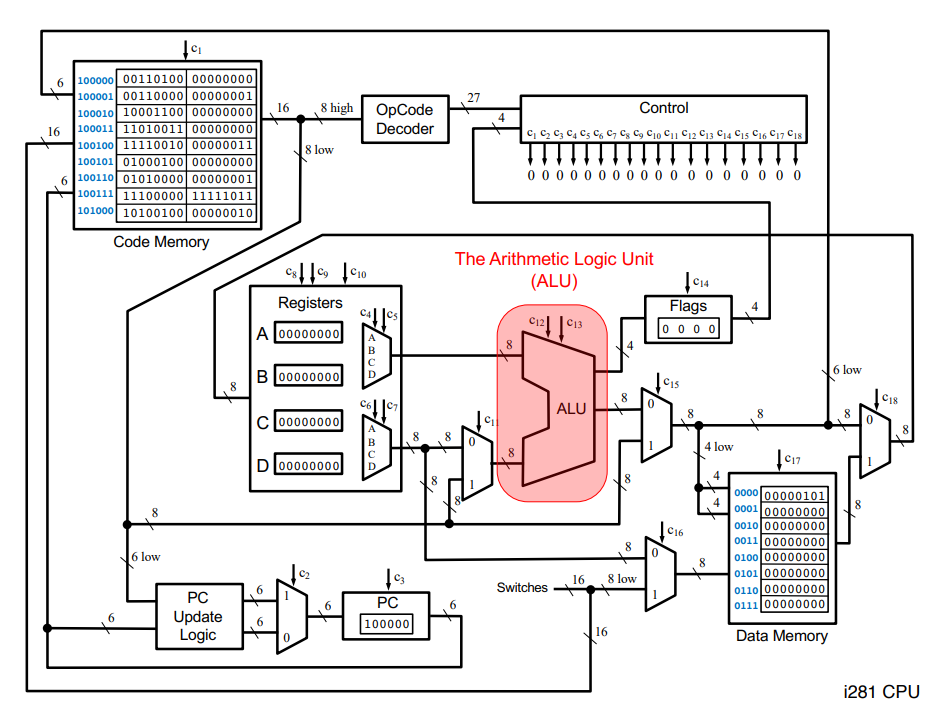 c1
6
16
6
100000 00110100 00000000
100001 00110000 00000001
100010 10001100 00000000
100011 11010011 00000000
100100 11110010 00000011
100101 01000100 00000000
100110 01010000 00000001
100111 11100000 11111011
101000 10100100 00000010
Code Memory
16
8 high
8 low
OpCode
Decoder
27
4
Control
c1 c2 c3 c4 c5 c6 c7 c8 c9 c10 c11 c12 c13 c14 c15 c16 c17 c18
0 0 0 0 0 0 0 0 0 0 0 0 0 0 0 0 0 0
The Arithmetic Logic Unit
(ALU)
c8 c9 c10
Registers
A 00000000
B 00000000
C 00000000
D 00000000
8
c4 c5
A
B
C
D
c6 c7
A
B
C
D
8
8
8
8
8
c11
0
1
c12 c13
8
8
ALU
4
c14
Flags
0 0 0 0
4
8
8
c15
0
1
8
8
6 low
8
c18
0
1
8
8
4 low
4
4
c17
0000 00000101
0001 00000000
0010 00000000
0011 00000000
0100 00000000
0101 00000000
0110 00000000
0111 00000000
Data Memory
8
6 low
8
c16
0
1
8
Switches
16
8 low
16
6
PC
Update
Logic
6
6
c2
1
0
6
c3
PC
100000
6
i281 CPU